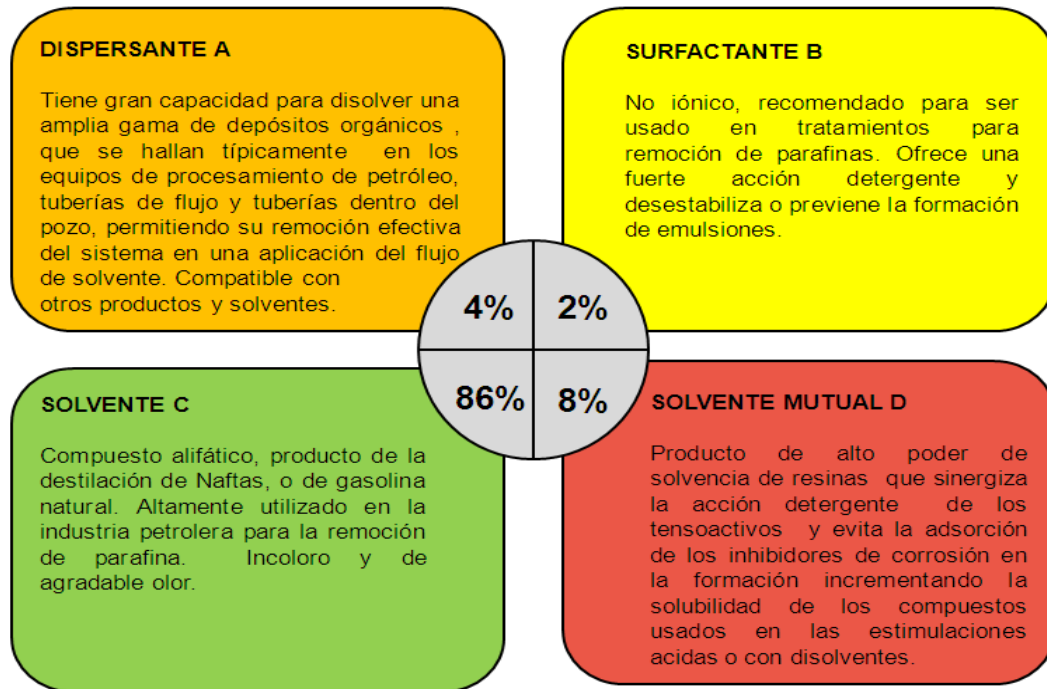 DISPERSANTE A
Tiene gran capacidad para disolver una
amplia gama de depósitos orgánicos ,
que se hallan típicamente en los
equipos de procesamiento de petróleo,
tuberías de flujo y tuberías dentro del
pozo, permitiendo su remoción efectiva
del sistema en una aplicación del flujo
de solvente. Compatible con
otros productos y solventes.
SURFACTANTE B
No iónico, recomendado para ser
usado en tratamientos para
remoción de parafinas. Ofrece una
fuerte acción detergente y
desestabiliza o previene la formación
de emulsiones.
4%
2%
86%
8%
SOLVENTE C
Compuesto alifático, producto de la
destilación de Naftas, o de gasolina
natural. Altamente utilizado en la
industria petrolera para la remoción
de parafina. Incoloro y de
agradable olor.
SOLVENTE MUTUAL D
Producto de alto poder de
solvencia de resinas que sinergiza
la acción detergente de los
tensoactivos y evita la adsorción
de los inhibidores de corrosión en
la formación incrementando la
solubilidad de los compuestos
usados en las estimulaciones
acidas o con disolventes.